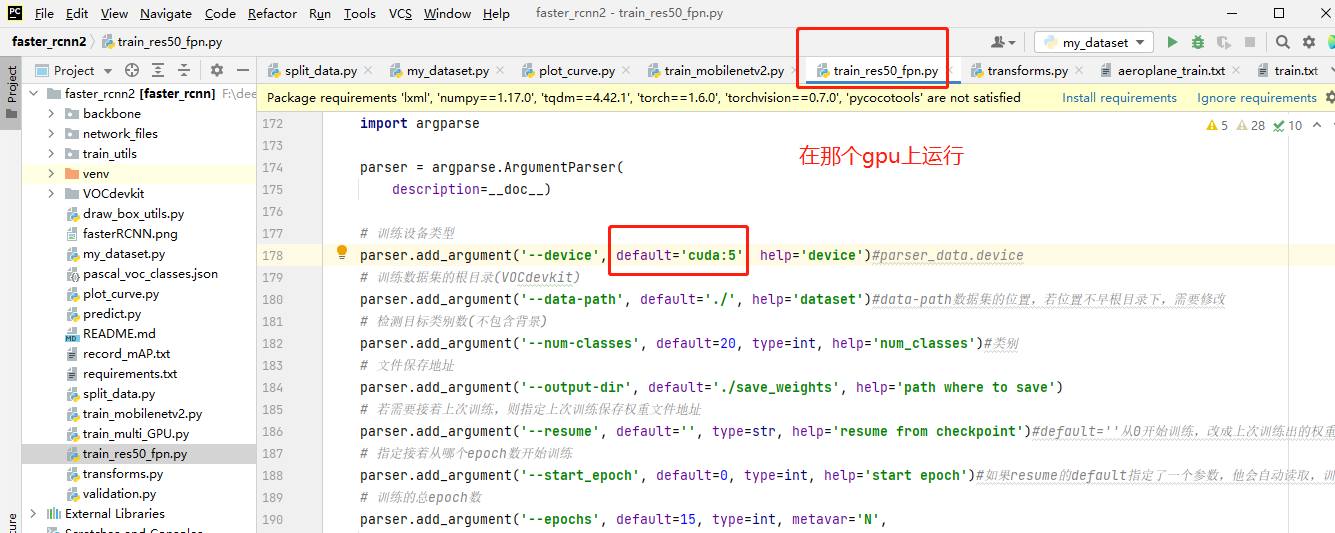 PC File Edit View Navigate Code Refactor Run Tools VCS Window Help faster_rcnn2 - train_res50_fpn.py
faster_rcnn2 train_res50_fpn.py my_dataset
Project split_data.py my_dataset.py plot_curve.py train_mobilenetv2.py train_res50_fpn.py transforms.py aeroplane_train.txt train.txt
Project
Package requirements 'lxml', 'numpy==1.17.0', 'tqdm==4.42.1', 'torch==1.6.0', 'torchvision==0.7.0', 'pycocotools' are not satisfied Install requirements Ignore requirements
faster_rcnn2 [faster_rcnn] F:\dee
backbone
network_files
train_utils
venv
VOCdevkit
draw_box_utils.py
fasterRCNN.png
my_dataset.py
pascal_voc_classes.json
plot_curve.py
predict.py
README.md
record_mAP.txt
requirements.txt
split_data.py
train_mobilenetv2.py
train_multi_GPU.py
train_res50_fpn.py
transforms.py
validation.py
External Libraries
Scratches and Consoles
5 28 10
在那个gpu上运行
172 import argparse
173
174 parser = argparse.ArgumentParser(
175 description=__doc__)
176
177 # 训练设备类型
178 parser.add_argument('--device', default='cuda:5' help='device')#parser_data.device
179 # 训练数据集的根目录(VOCdevkit)
180 parser.add_argument('--data-path', default='./', help='dataset')#data-path数据集的位置，若位置不早根目录下，需要修改
181 # 检测目标类别数(不包含背景)
182 parser.add_argument('--num-classes', default=20, type=int, help='num_classes')#类别
183 # 文件保存地址
184 parser.add_argument('--output-dir', default='./save_weights', help='path where to save')
185 # 若需要接着上次训练，则指定上次训练保存权重文件地址
186 parser.add_argument('--resume', default='', type=str, help='resume from checkpoint')#default=''从0开始训练，改成上次训练出的权重
187 # 指定接着从哪个epoch数开始训练
188 parser.add_argument('--start_epoch', default=0, type=int, help='start epoch')#如果resume的default指定了一个参数，他会自动读取，训
189 # 训练的总epoch数
190 parser.add_argument('--epochs', default=15, type=int, metavar='N',